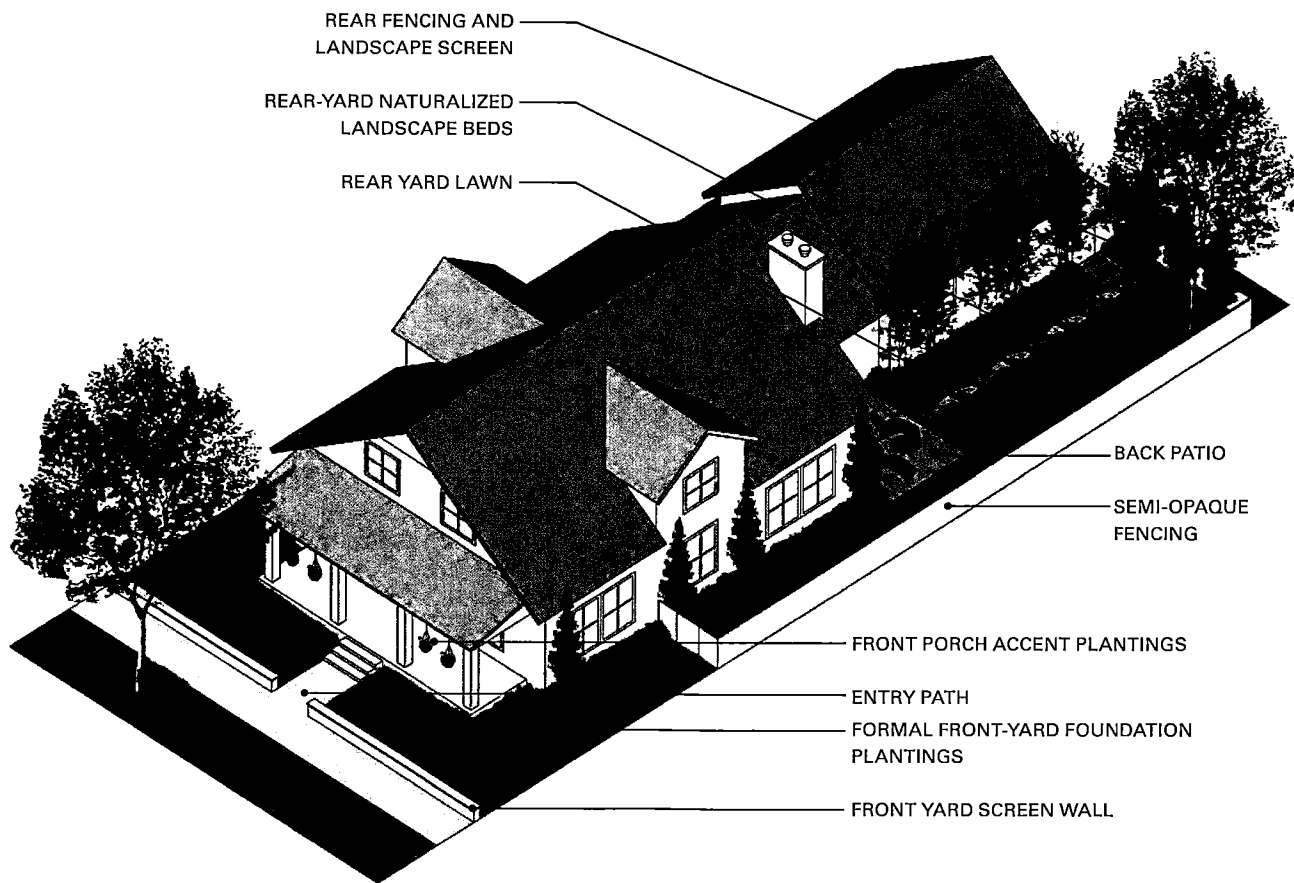 REAR FENCING AND
LANDSCAPE SCREEN
REAR-YARD NATURALIZED
LANDSCAPE BEDS
REAR YARD LAWN
BACK PATIO
SEMI-OPAQUE
FENCING
FRONT PORCH ACCENT PLANTINGS
ENTRY PATH
FORMAL FRONT-YARD FOUNDATION
PLANTINGS
FRONT YARD SCREEN WALL